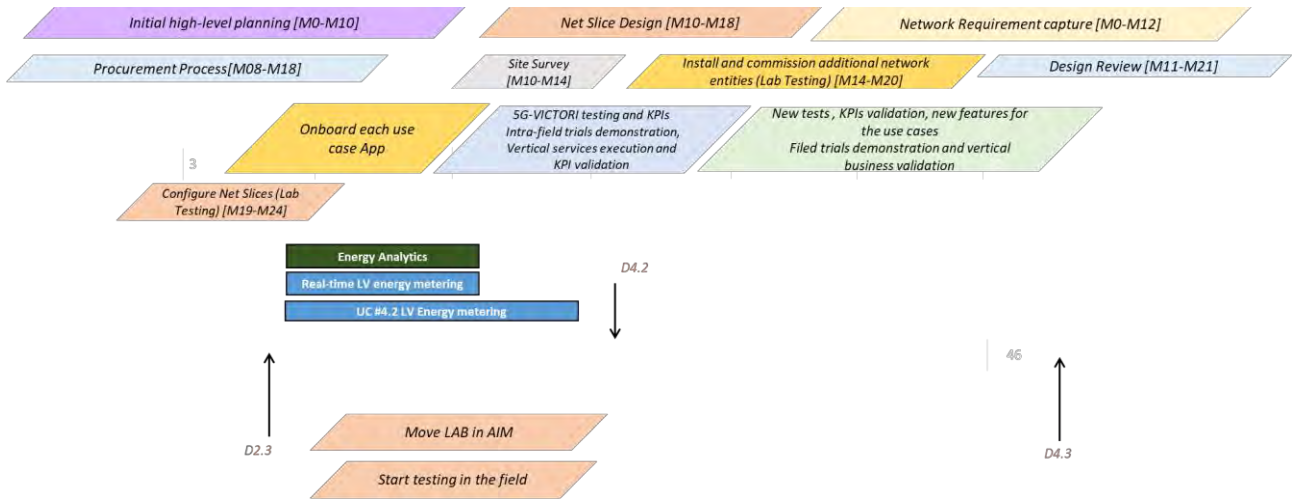 Initial high-level planning [M0-M10]
Net Slice Design [M10-M18]
Network Requirement capture [M0-M12]
Procurement Process[M08-M18]
Site Survey
[M10-M14]
Install and commission additional network
entities (Lab Testing) [M14-M20]
Design Review [M11-M21]
Onboard each use
case App
5G-VICTORI testing and KPIs
Intra-field trials demonstration,
Vertical services execution and
KPI validation
New tests , KPIs validation, new features for
the use cases
Filed trials demonstration and vertical
business validation
3
Configure Net Slices (Lab
Testing) [M19-M24]
Energy Analytics
Real-time LV energy metering
UC #4.2 LV Energy metering
D4.2
46
D2.3
Move LAB in AIM
D4.3
Start testing in the field